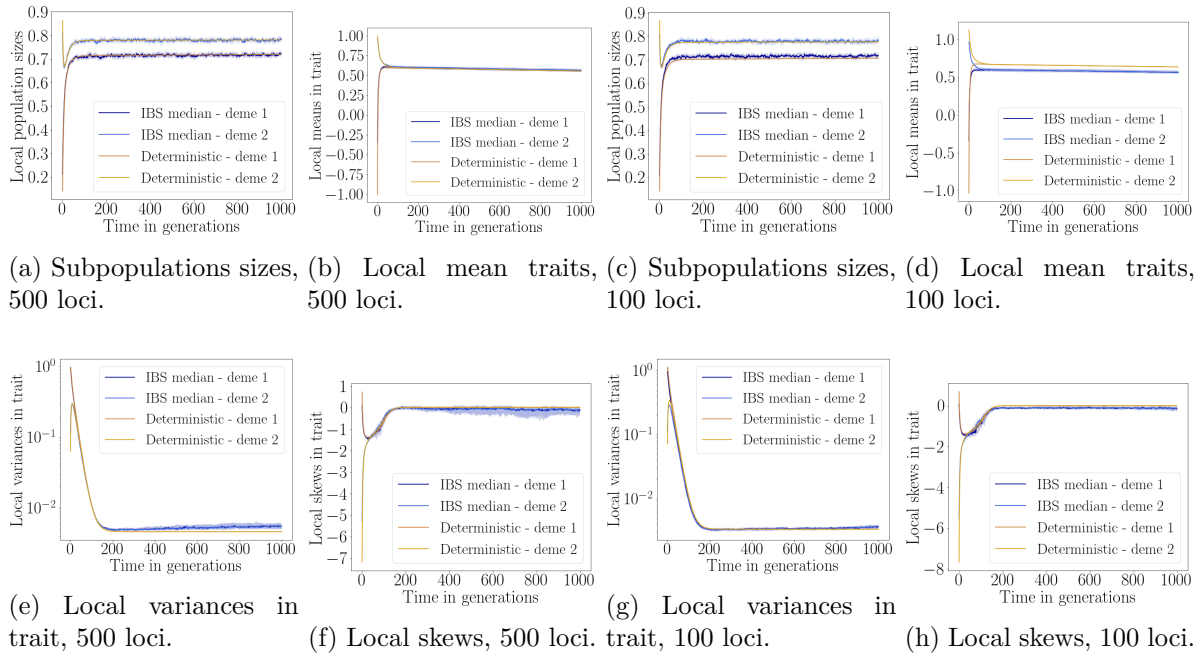 0.9
0.8
0.7
0.6
0.5
0.4
0.3
0.2
Local population sizes
IBS median - deme 1
IBS median - deme 2
Deterministic - deme 1
Deterministic - deme 2
0 200 400 600 800 1000
Time in generations
(a) Subpopulations sizes,
500 loci.
1.00
0.75
0.50
0.25
0.00
−0.25
−0.50
−0.75
−1.00
Local means in trait
IBS median - deme 1
IBS median - deme 2
Deterministic - deme 1
Deterministic - deme 2
0 200 400 600 800 1000
Time in generations
(b) Local mean traits,
500 loci.
0.9
0.8
0.7
0.6
0.5
0.4
0.3
0.2
Local population sizes
IBS median - deme 1
IBS median - deme 2
Deterministic - deme 1
Deterministic - deme 2
0 200 400 600 800 1000
Time in generations
(c) Subpopulations sizes,
100 loci.
1.0
0.5
0.0
−0.5
−1.0
Local means in trait
IBS median - deme 1
IBS median - deme 2
Deterministic - deme 1
Deterministic - deme 2
0 200 400 600 800 1000
Time in generations
(d) Local mean traits,
100 loci.
10⁰
10⁻¹
10⁻²
Local variances in trait
IBS median - deme 1
IBS median - deme 2
Deterministic - deme 1
Deterministic - deme 2
0 200 400 600 800 1000
Time in generations
(e) Local variances in
trait, 500 loci.
1
0
−1
−2
−3
−4
−5
−6
−7
Local skews in trait
IBS median - deme 1
IBS median - deme 2
Deterministic - deme 1
Deterministic - deme 2
0 200 400 600 800 1000
Time in generations
(f) Local skews, 500 loci.
10⁰
10⁻¹
10⁻²
Local variances in trait
IBS median - deme 1
IBS median - deme 2
Deterministic - deme 1
Deterministic - deme 2
0 200 400 600 800 1000
Time in generations
(g) Local variances in
trait, 100 loci.
0
−2
−4
−6
−8
Local skews in trait
IBS median - deme 1
IBS median - deme 2
Deterministic - deme 1
Deterministic - deme 2
0 200 400 600 800 1000
Time in generations
(h) Local skews, 100 loci.